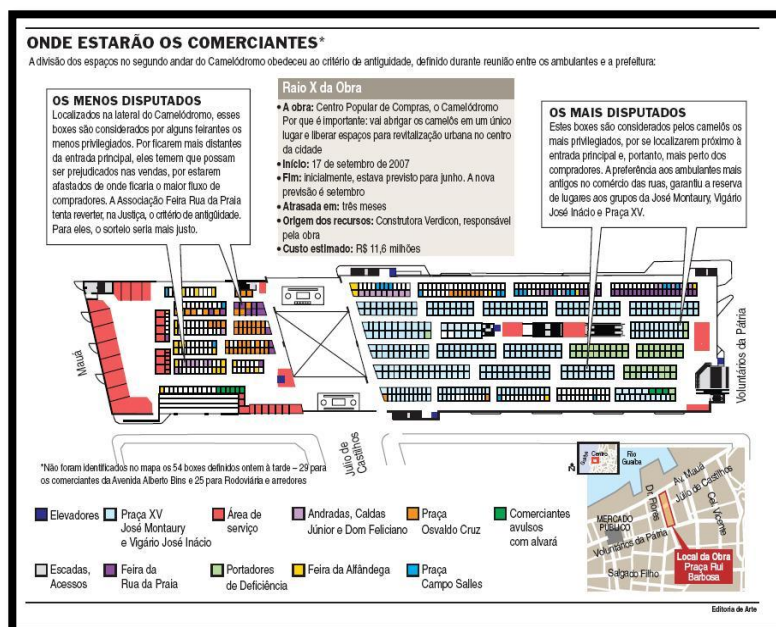 ONDE ESTARÃO OS COMERCIANTES*
A divisão dos espaços no segundo andar do Camelódromo obedeceu ao critério de antiguidade, definido durante reunião entre os ambulantes e a prefeitura:
OS MENOS DISPUTADOS
Localizados na lateral do Camelódromo, esses
boxes são considerados por alguns feirantes os
menos privilegiados. Por ficarem mais distantes
da entrada principal, eles temem que possam
ser prejudicados nas vendas, por estarem
afastados de onde ficaria o maior fluxo de
compradores. A Associação Feira Rua da Praia
tenta reverter, na Justiça, o critério de antigüidade.
Para eles, o sorteio seria mais justo.
Raio X da Obra
• A obra: Centro Popular de Compras, o Camelódromo
Por que é importante: vai abrigar os camelôs em um único
lugar e liberar espaços para revitalização urbana no centro
da cidade
• Início: 17 de setembro de 2007
• Fim: inicialmente, estava previsto para junho. A nova
previsão é setembro
• Atrasada em: três meses
• Origem dos recursos: Construtora Verdicon, responsável
pela obra
• Custo estimado: R$ 11,6 milhões
OS MAIS DISPUTADOS
Estes boxes são considerados pelos camelôs os
mais privilegiados, por se localizarem próximo à
entrada principal e, portanto, mais perto dos
compradores. A preferência aos ambulantes mais
antigos no comércio das ruas, garantiu a reserva
de lugares aos grupos da José Montaury, Vigário
José Inácio e Praça XV.
Mauá
Júlio de
Castilhos
Voluntários da Pátria
*Não foram identificados no mapa os 54 boxes definidos ontem à tarde – 29 para
os comerciantes da Avenida Alberto Bins e 25 para Rodoviária e arredores
Elevadores
Praça XV
José Montaury
e Vigário José Inácio
Área de
serviço
Andradas, Caldas
Júnior e Dom Feliciano
Praça
Osvaldo Cruz
Comerciantes
avulsos
com alvará
Escadas,
Acessos
Feira da
Rua da Praia
Portadores
de Deficiência
Feira da Alfândega
Praça
Campo Salles
Guaíba
Centro
Rio
Guaíba
Av. Mauá
Júlio de Castilhos
Dr. Flores
Cel. Vicente
MERCADO
PÚBLICO
Voluntários da Pátria
Salgado Filho
Local da Obra
Praça Rui
Barbosa
Editoria de Arte